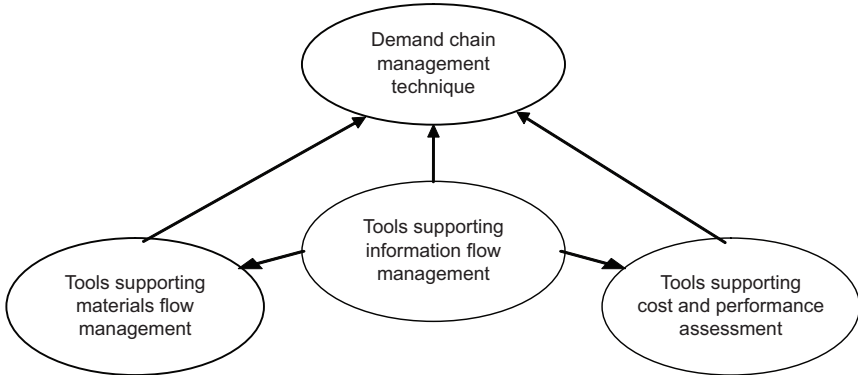 Demand chain
management
technique
Tools supporting
information flow
management
Tools supporting
materials flow
management
Tools supporting
cost and performance
assessment